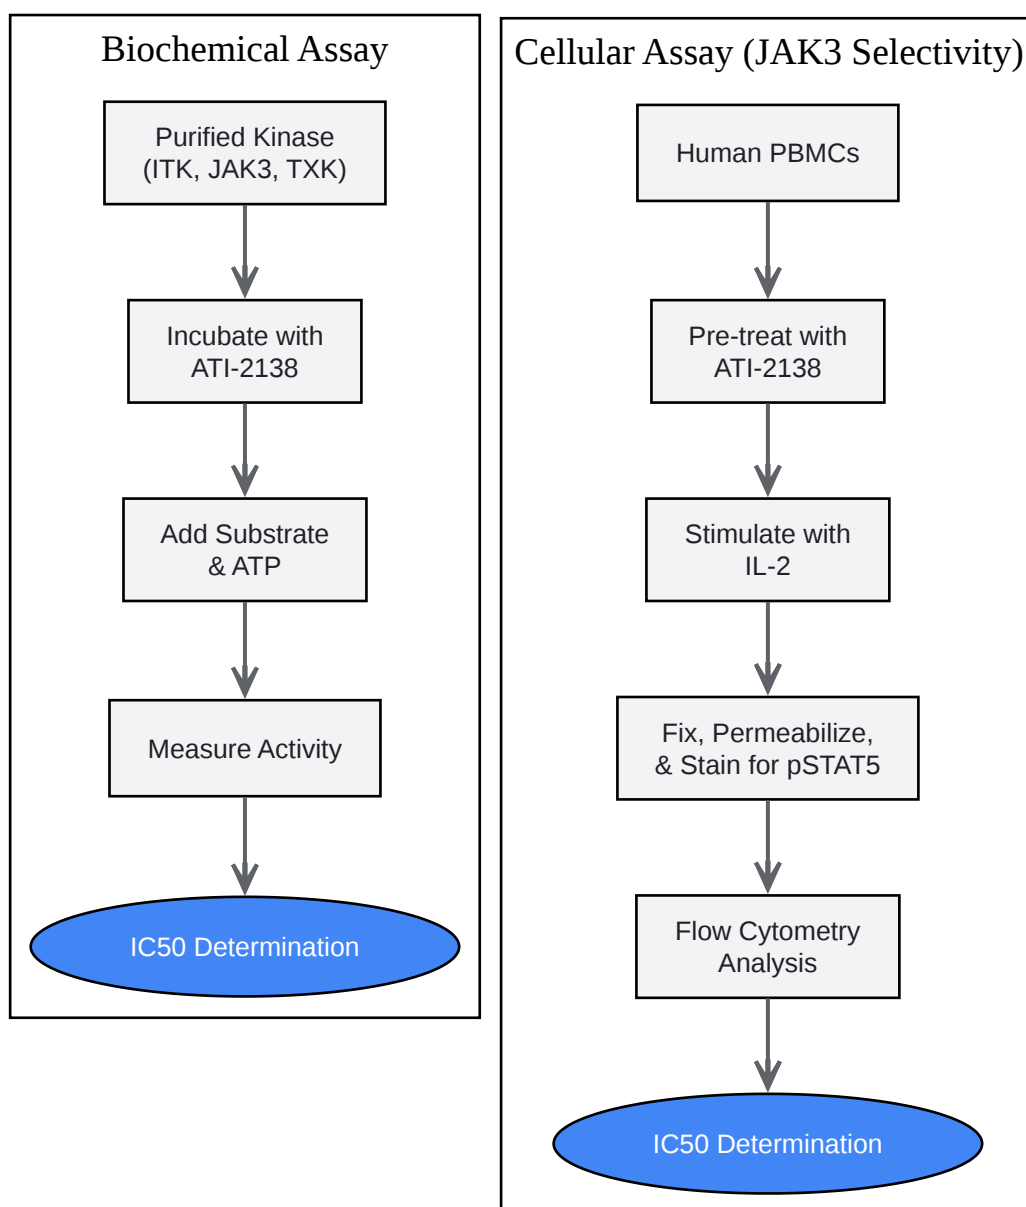 Biochemical Assay
Purified Kinase
(ITK, JAK3, TXK)
Incubate with
ATI-2138
Add Substrate
& ATP
Measure Activity
IC50 Determination
Cellular Assay (JAK3 Selectivity)
Human PBMCs
Pre-treat with
ATI-2138
Stimulate with
IL-2
Fix, Permeabilize,
& Stain for pSTAT5
Flow Cytometry
Analysis
IC50 Determination